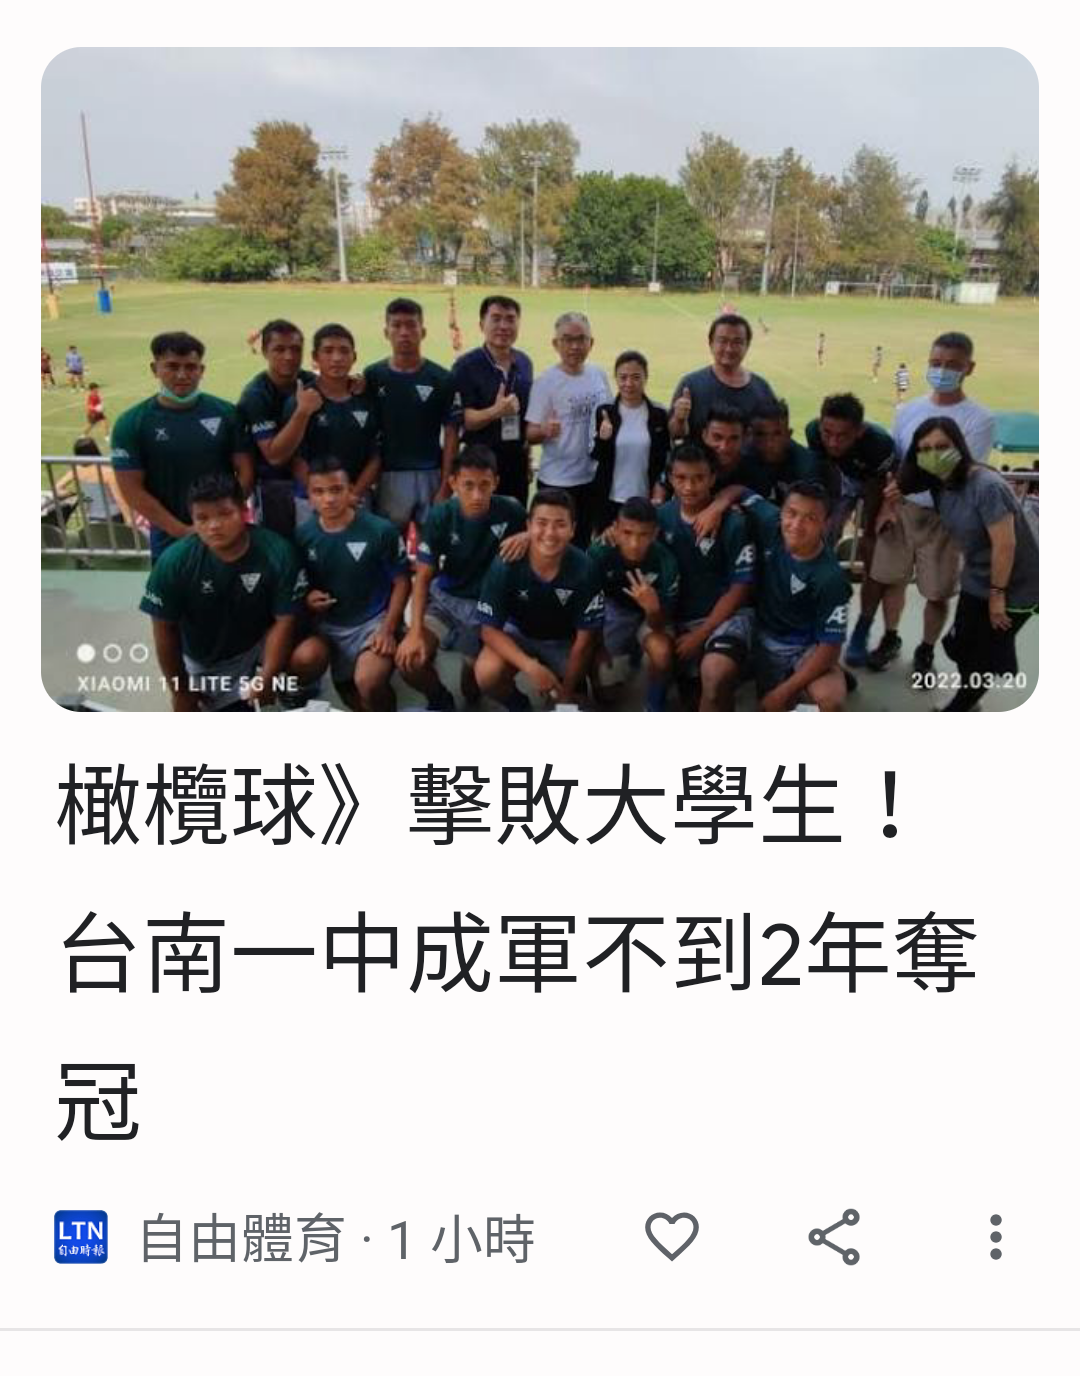 XIAOMI 11 LITE 5G NE
2022.03.20
橄欖球》擊敗大學生！
台南一中成軍不到2年奪
冠
LTN
自由時報
自由體育 · 1 小時